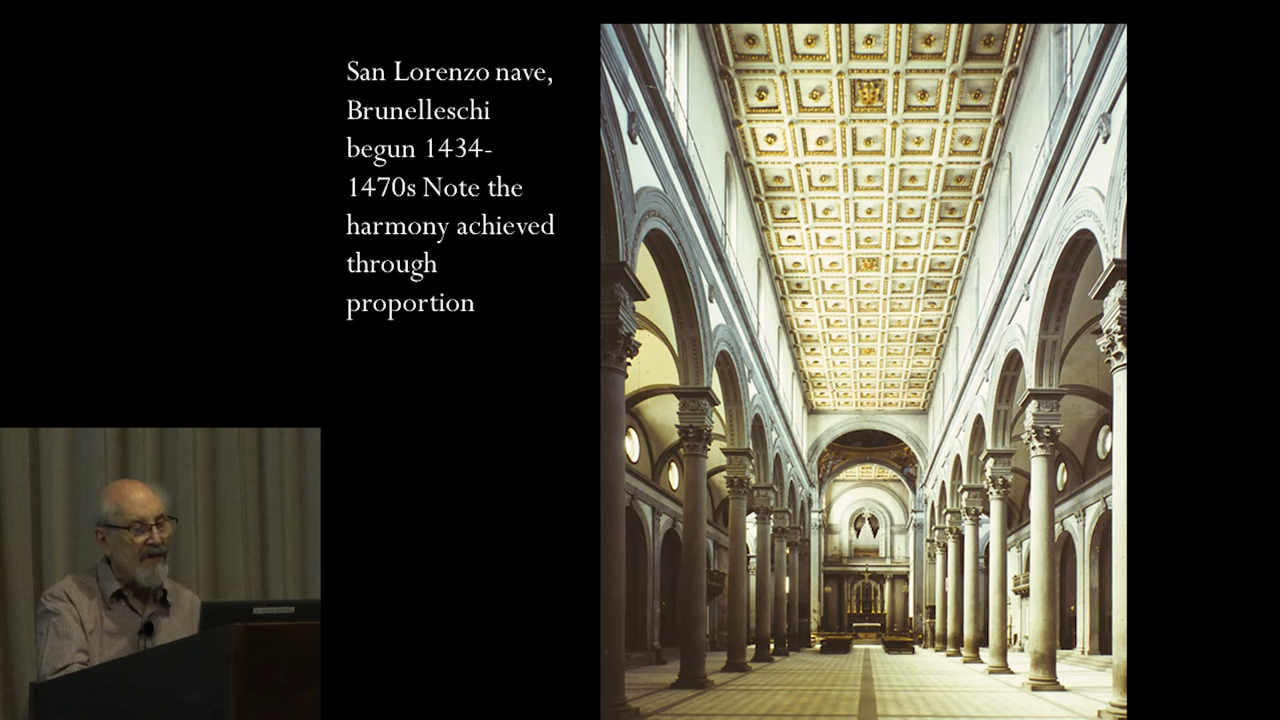 San Lorenzo nave,
Brunelleschi
begun 1434-
1470s Note the
harmony achieved
through
proportion